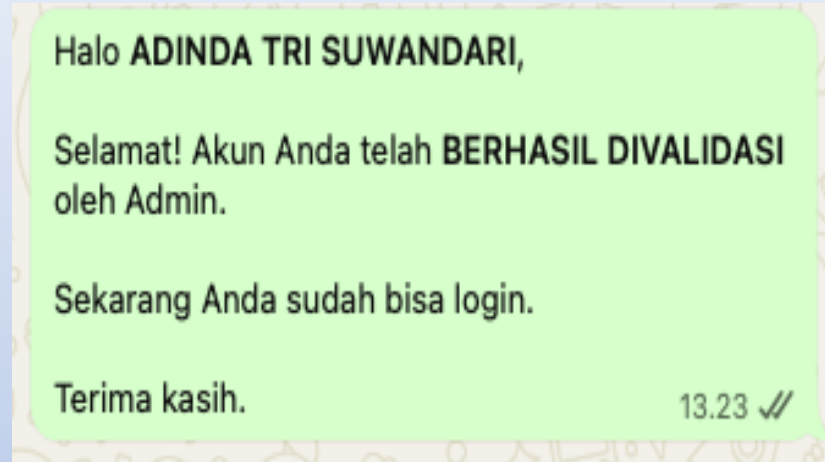 Halo ADINDA TRI SUWANDARI,
Selamat! Akun Anda telah BERHASIL DIVALIDASI
oleh Admin.
Sekarang Anda sudah bisa login.
Terima kasih.
13.23